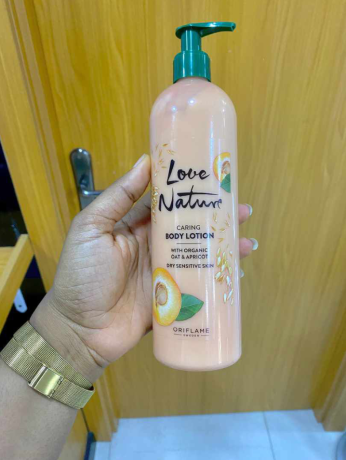 Love
Nature
CARING
BODY LOTION
WITH ORGANIC
OAT & APRICOT
DRY SENSITIVE SKIN
ORIFLAME
SWEDEN